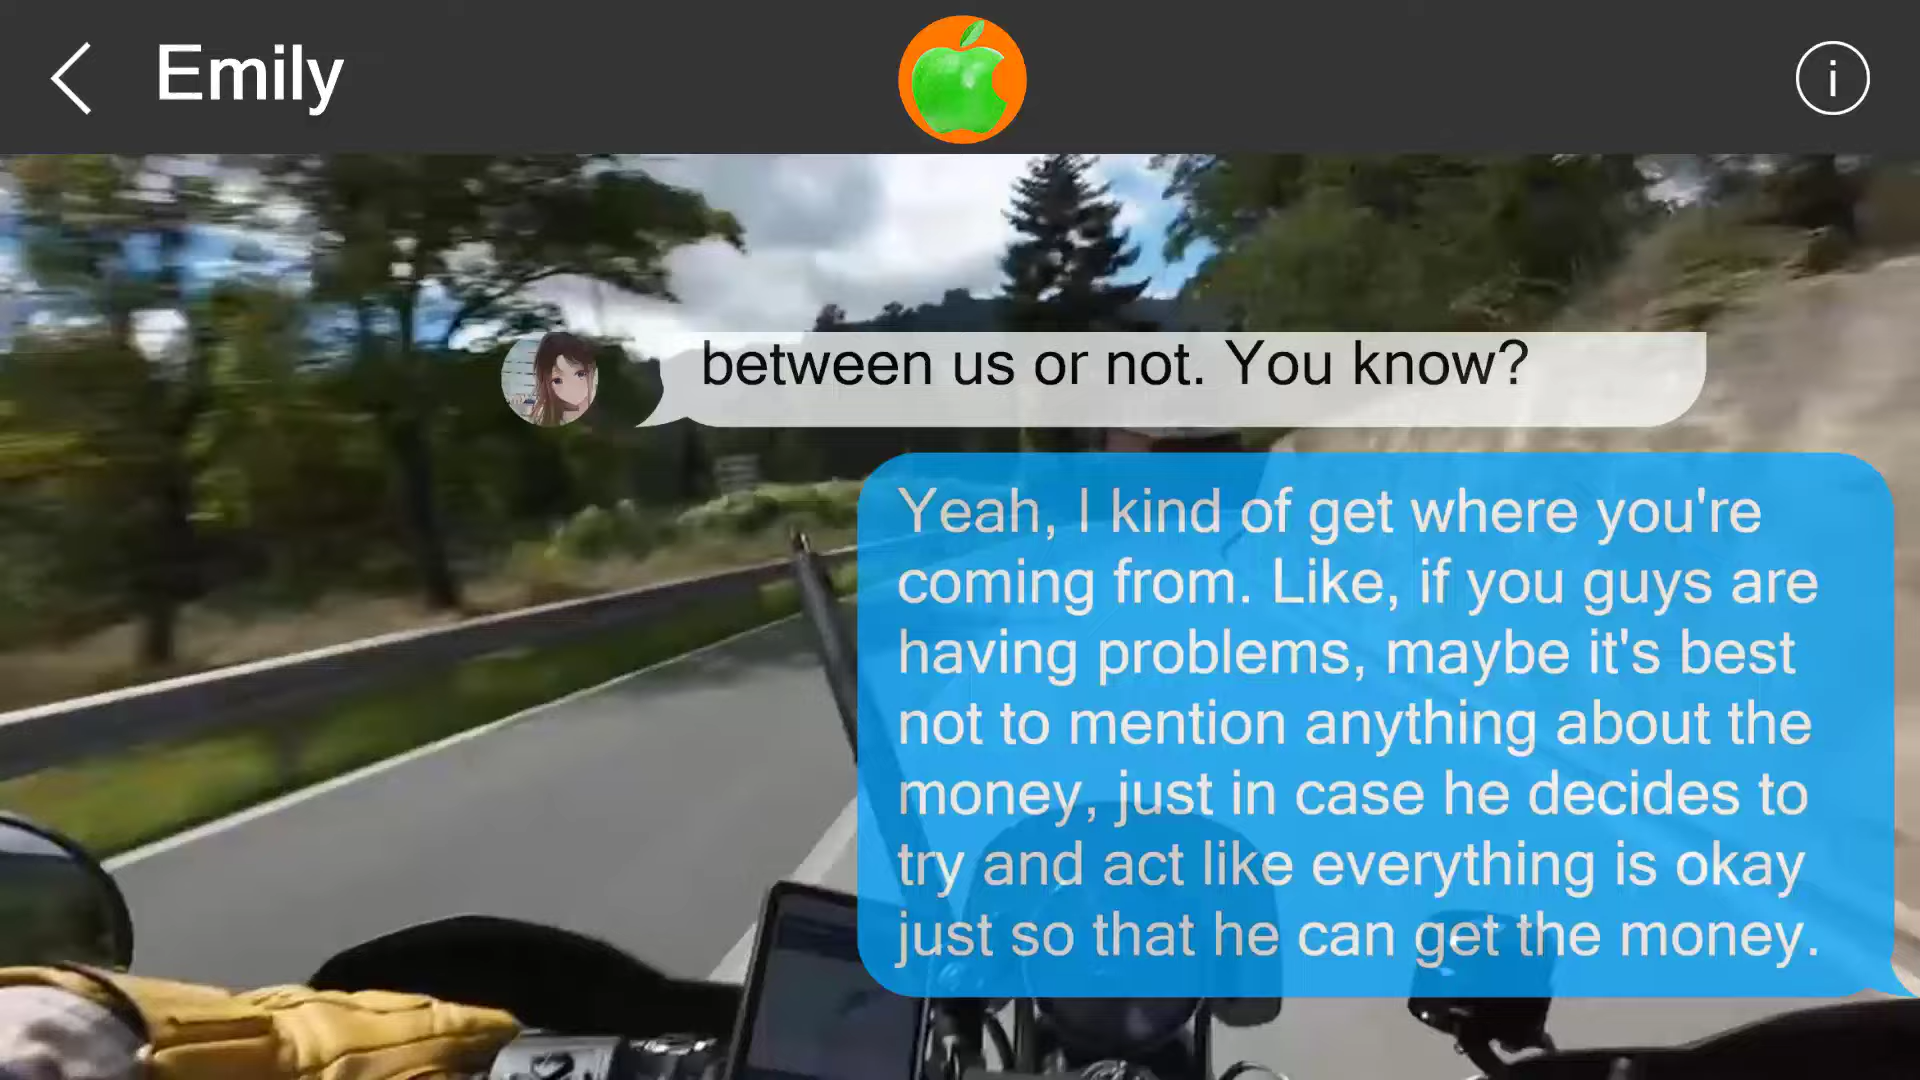 Emily
i
between us or not. You know?
Yeah, I kind of get where you're
coming from. Like, if you guys are
having problems, maybe it's best
not to mention anything about the
money, just in case he decides to
try and act like everything is okay
just so that he can get the money.